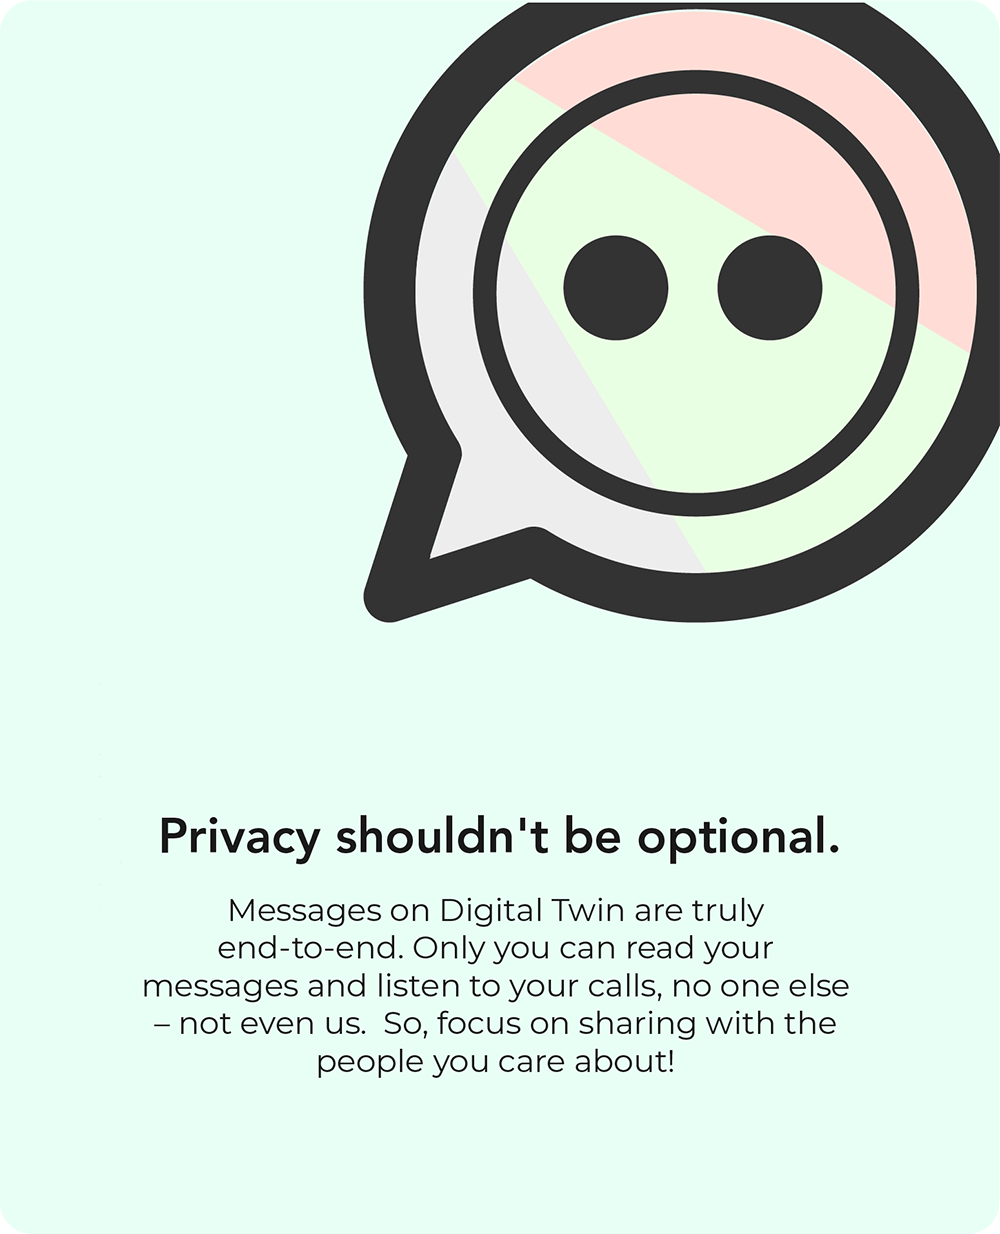 Privacy shouldn't be optional.
Messages on Digital Twin are truly
end-to-end. Only you can read your
messages and listen to your calls, no one else
– not even us.  So, focus on sharing with the
people you care about!